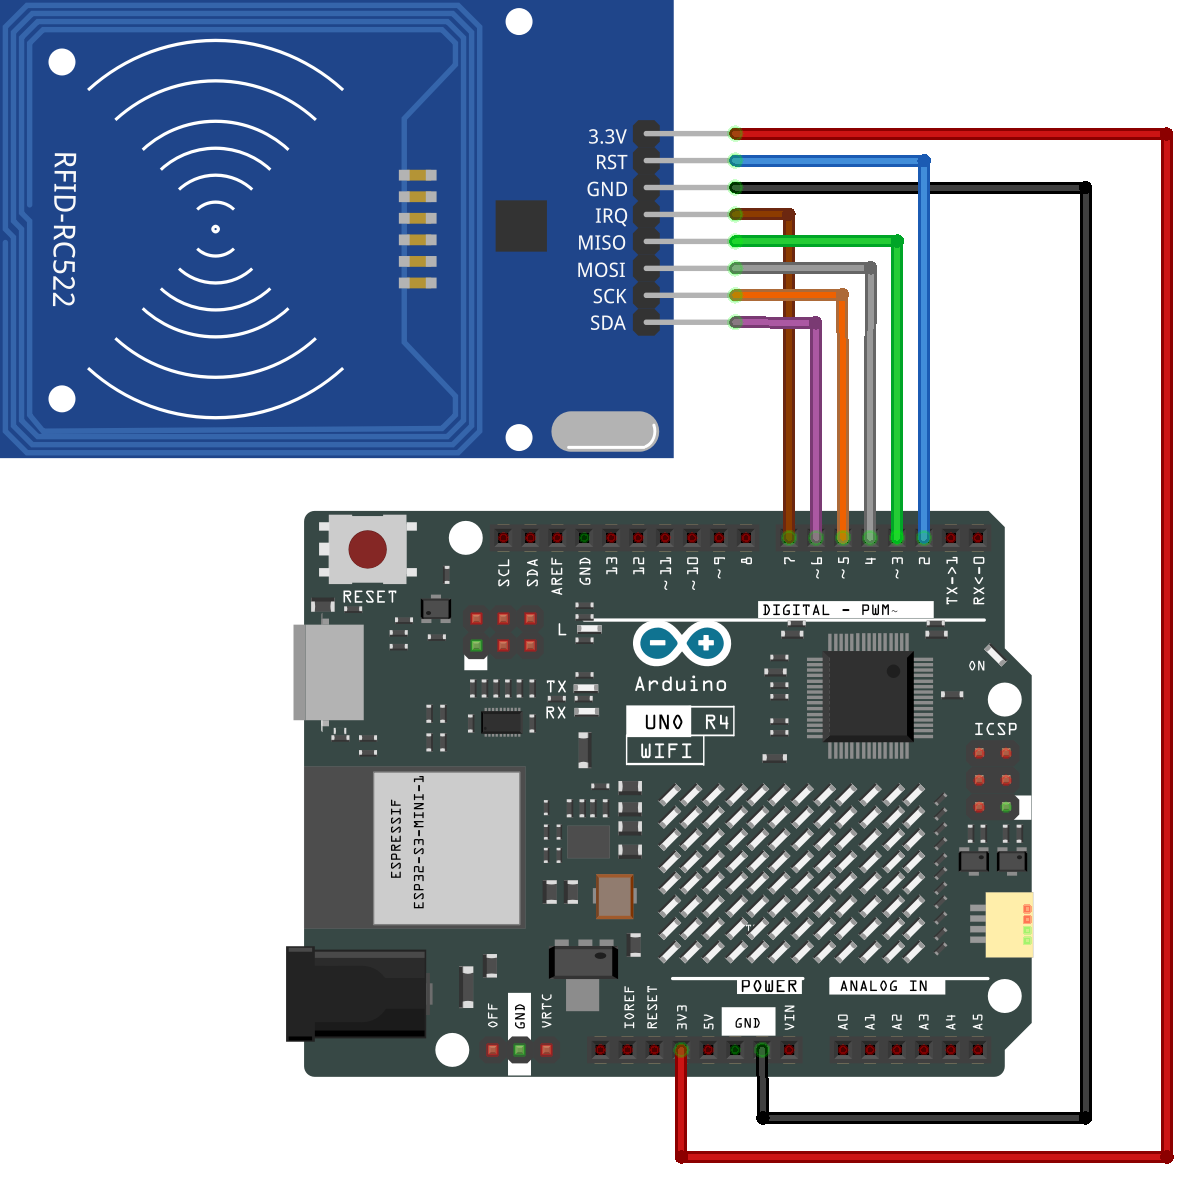 RFID-RC522
3.3V
RST
GND
IRQ
MISO
MOSI
SCK
SDA
RESET
SCL
SDA
AREF
GND
13
12
~11
~10
~9
8
7
~6
~5
4
~3
2
TX->1
RX<-0
DIGITAL - PWM~
L
TX
RX
Arduino
UNO R4
WIFI
ON
ICSP
ESPRESSIF
ESP32-S3-MINI-1
T
OFF
GND
VRTC
IOREF
RESET
3V3
5V
GND
VIN
POWER
ANALOG IN
A0
A1
A2
A3
A4
A5